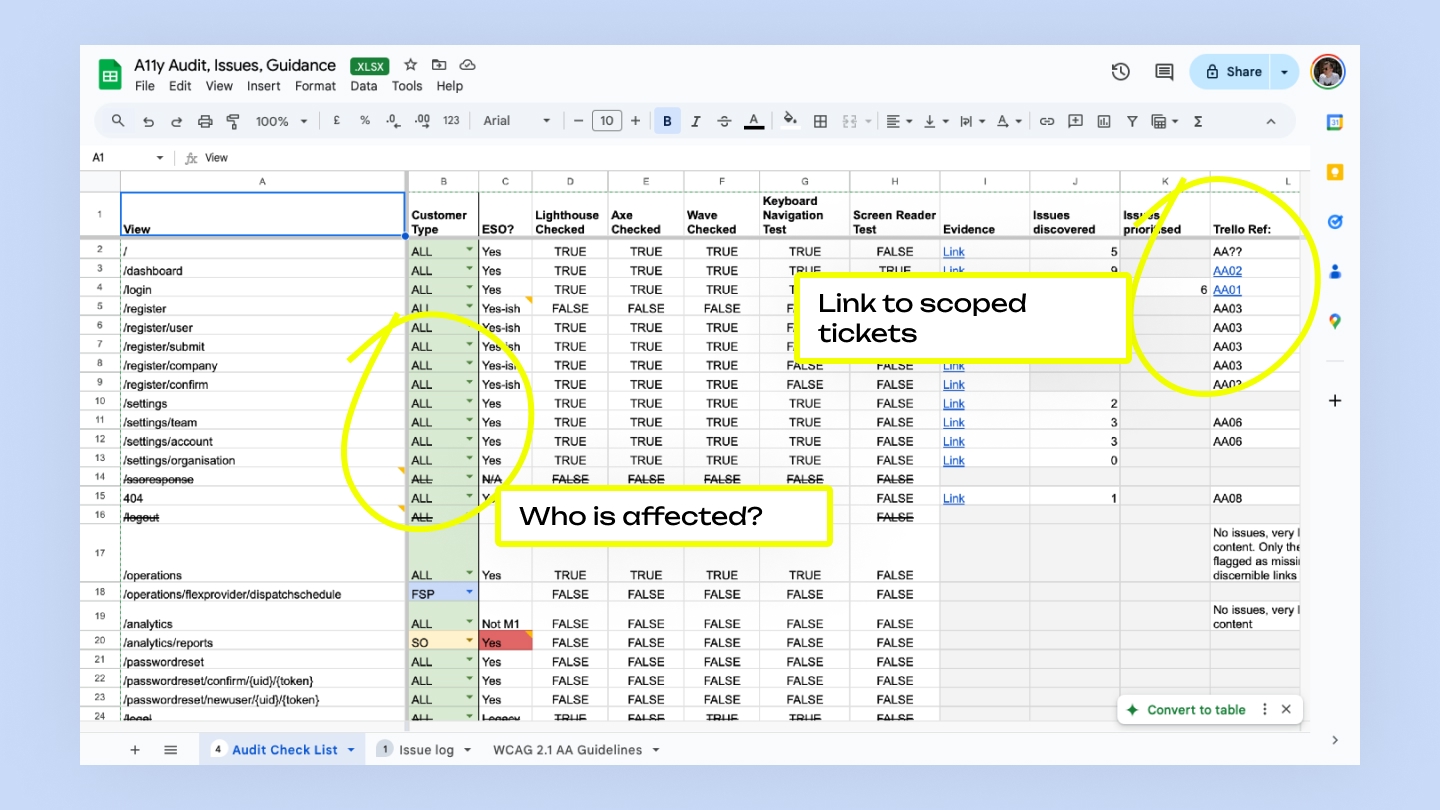 A11y Audit, Issues, Guidance .XLSX
File Edit View Insert Format Data Tools Help
Share
100% £ % .0 .00 123 Arial 10 B I A
A1 fx View
A B C D E F G H I J K L
1 View Customer Type ESO? Lighthouse Checked Axe Checked Wave Checked Keyboard Navigation Test Screen Reader Test Evidence Issues discovered Issues prioritised Trello Ref:
2 / ALL Yes TRUE TRUE TRUE TRUE FALSE Link 5 AA??
3 /dashboard ALL Yes TRUE TRUE TRUE TRUE TRUE Link 9 AA02
4 /login ALL Yes TRUE TRUE TRUE 6 AA01
5 /register ALL Yes-ish FALSE FALSE FALSE AA03
6 /register/user ALL Yes-ish TRUE TRUE TRUE AA03
7 /register/submit ALL Yes-ish TRUE TRUE TRUE AA03
8 /register/company ALL Yes-ish TRUE TRUE TRUE FALSE FALSE Link AA03
9 /register/confirm ALL Yes-ish TRUE TRUE TRUE FALSE FALSE Link
10 /settings ALL Yes TRUE TRUE TRUE TRUE FALSE Link 2
11 /settings/team ALL Yes TRUE TRUE TRUE TRUE FALSE Link 3 AA06
12 /settings/account ALL Yes TRUE TRUE TRUE TRUE FALSE Link 3 AA06
13 /settings/organisation ALL Yes TRUE TRUE TRUE TRUE FALSE Link 0
14 /ssoresponse ALL N/A FALSE FALSE FALSE FALSE FALSE
15 404 ALL FALSE Link 1 AA08
16 /logout ALL FALSE
17 /operations ALL Yes TRUE TRUE TRUE TRUE FALSE No issues, very
content. Only the
flagged as
discernible links
18 /operations/flexprovider/dispatchschedule FSP FALSE FALSE FALSE FALSE FALSE
19 /analytics ALL Not M1 FALSE FALSE FALSE FALSE FALSE No issues, very
content
20 /analytics/reports SO Yes FALSE FALSE FALSE FALSE FALSE
21 /passwordreset ALL Yes FALSE FALSE FALSE FALSE FALSE
22 /passwordreset/confirm/{uid}/{token} ALL Yes FALSE FALSE FALSE FALSE FALSE
23 /passwordreset/newuser/{uid}/{token} ALL Yes FALSE FALSE FALSE FALSE FALSE
24 /legal ALL Legacy TRUE FALSE TRUE TRUE FALSE
Link to scoped
tickets
Who is affected?
Convert to table
4 Audit Check List 1 Issue log WCAG 2.1 AA Guidelines
31